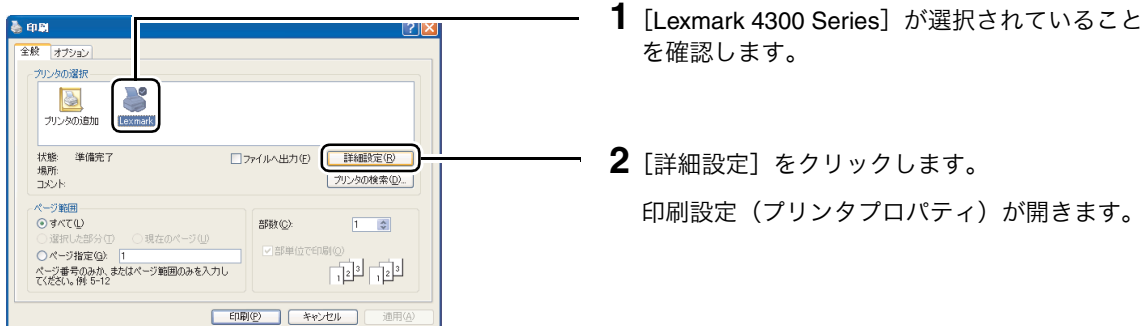 印刷
全般 オプション
プリンタの選択
プリンタの追加 Lexmark
状態: 準備完了
場所:
コメント:
ファイルへ出力(F)
詳細設定(R)
プリンタの検索(D)...
ページ範囲
すべて(L)
選択した部分(T) 現在のページ(U)
ページ指定(G): 1
ページ番号のみか、またはページ範囲のみを入力し
てください。例: 5-12
部数(C): 1
部単位で印刷(O)
1 2 3 1 2 3
印刷(P) キャンセル 適用(A)
1 [Lexmark 4300 Series] が選択されていること
を確認します。
2 [詳細設定] をクリックします。
印刷設定（プリンタプロパティ）が開きます。